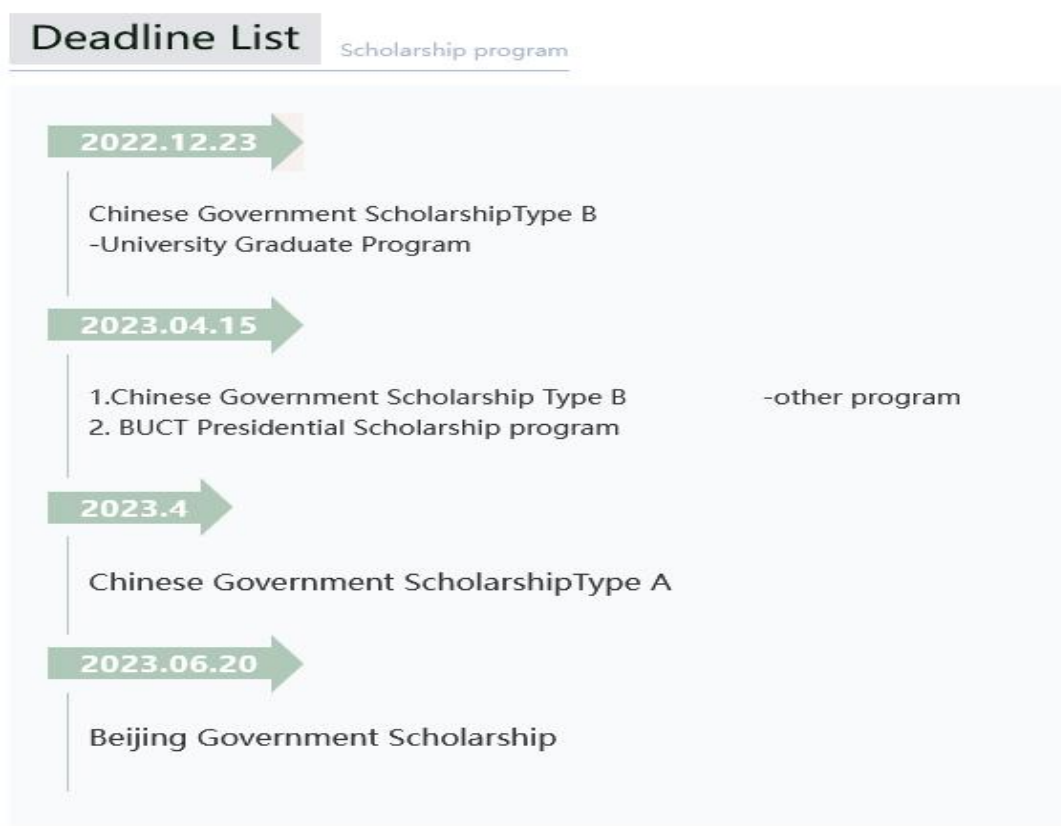 Deadline List Scholarship program
2022.12.23
Chinese Government ScholarshipType B
-University Graduate Program
2023.04.15
1.Chinese Government Scholarship Type B -other program
2. BUCT Presidential Scholarship program
2023.4
Chinese Government ScholarshipType A
2023.06.20
Beijing Government Scholarship